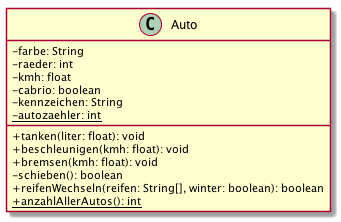 C Auto
-farbe: String
-raeder: int
-kmh: float
-cabrio: boolean
-kennzeichen: String
-autozaehler: int
+tanken(liter: float): void
+beschleunigen(kmh: float): void
+bremsen(kmh: float): void
-schieben(): boolean
+reifenWechseln(reifen: String[], winter: boolean): boolean
+anzahlAllerAutos(): int